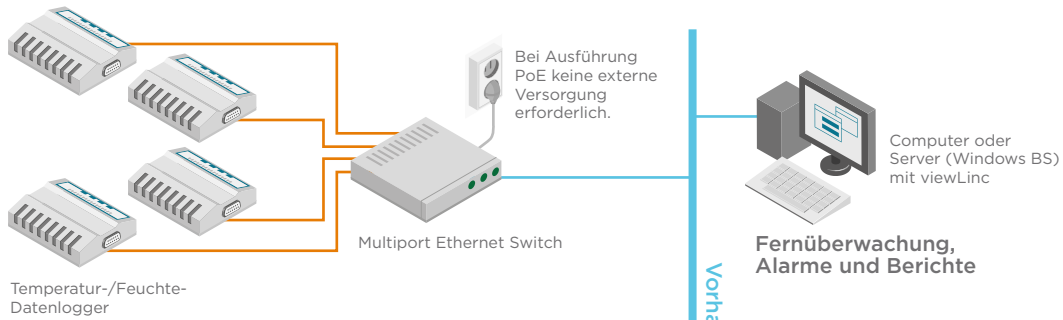 Bei Ausführung
PoE keine externe
Versorgung
erforderlich.
Computer oder
Server (Windows BS)
mit viewLinc
Multiport Ethernet Switch
Fernüberwachung,
Alarme und Berichte
Temperatur-/Feuchte-
Datenlogger